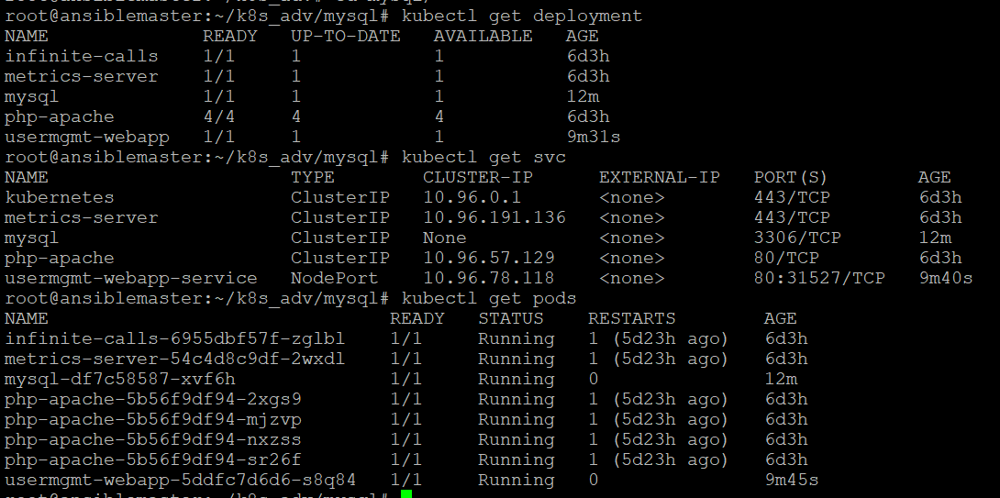 root@ansiblemaster:~/k8s_adv/mysql# kubectl get deployment
NAME READY UP-TO-DATE AVAILABLE AGE
infinite-calls 1/1 1 1 6d3h
metrics-server 1/1 1 1 6d3h
mysql 1/1 1 1 12m
php-apache 4/4 4 4 6d3h
usermgmt-webapp 1/1 1 1 9m31s
root@ansiblemaster:~/k8s_adv/mysql# kubectl get svc
NAME TYPE CLUSTER-IP EXTERNAL-IP PORT(S) AGE
kubernetes ClusterIP 10.96.0.1 <none> 443/TCP 6d3h
metrics-server ClusterIP 10.96.191.136 <none> 443/TCP 6d3h
mysql ClusterIP None <none> 3306/TCP 12m
php-apache ClusterIP 10.96.57.129 <none> 80/TCP 6d3h
usermgmt-webapp-service NodePort 10.96.78.118 <none> 80:31527/TCP 9m40s
root@ansiblemaster:~/k8s_adv/mysql# kubectl get pods
NAME READY STATUS RESTARTS AGE
infinite-calls-6955dbf57f-zglbl 1/1 Running 1 (5d23h ago) 6d3h
metrics-server-54c4d8c9df-2wxdl 1/1 Running 1 (5d23h ago) 6d3h
mysql-df7c58587-xvf6h 1/1 Running 0 12m
php-apache-5b56f9df94-2xgs9 1/1 Running 1 (5d23h ago) 6d3h
php-apache-5b56f9df94-mjzvp 1/1 Running 1 (5d23h ago) 6d3h
php-apache-5b56f9df94-nxzss 1/1 Running 1 (5d23h ago) 6d3h
php-apache-5b56f9df94-sr26f 1/1 Running 1 (5d23h ago) 6d3h
usermgmt-webapp-5ddfc7d6d6-s8q84 1/1 Running 0 9m45s
root@ansiblemaster:~/k8s_adv/mysql#